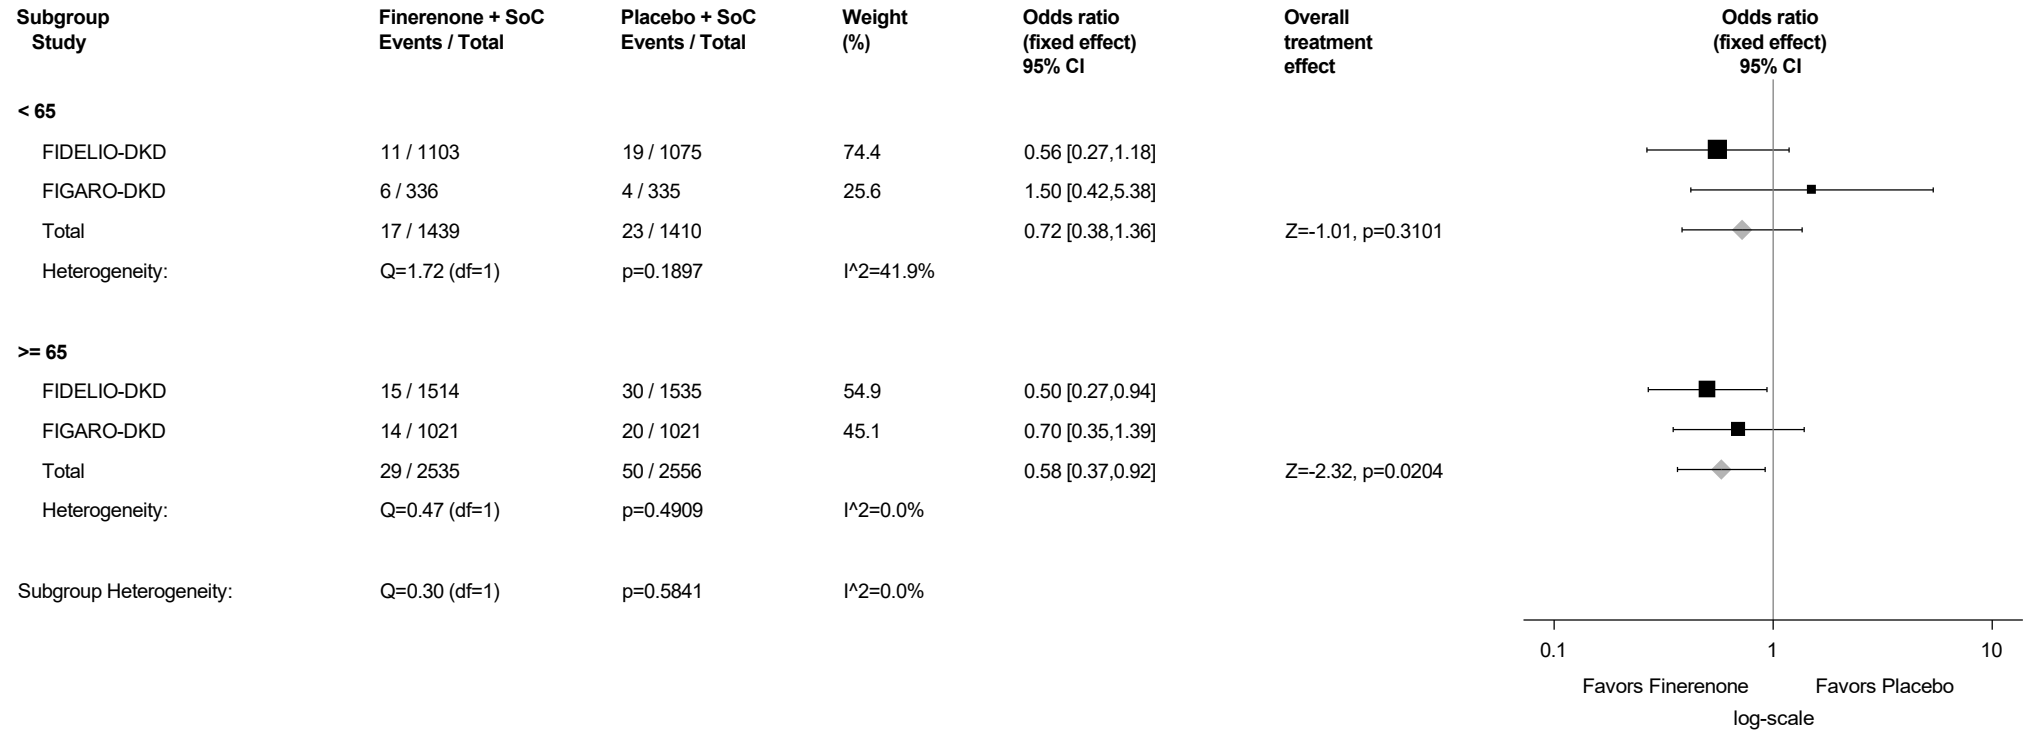 Subgroup Finerenone + SoC Placebo + SoC Weight Odds ratio Overall Odds ratio
Study Events / Total Events / Total (%) (fixed effect) treatment (fixed effect)
95% CI effect 95% CI
< 65
FIDELIO-DKD 11 / 1103 19 / 1075 74.4 0.56 [0.27,1.18]
FIGARO-DKD 6 / 336 4 / 335 25.6 1.50 [0.42,5.38]
Total 17 / 1439 23 / 1410 0.72 [0.38,1.36] Z=-1.01, p=0.3101
Heterogeneity: Q=1.72 (df=1) p=0.1897 I^2=41.9%
>= 65
FIDELIO-DKD 15 / 1514 30 / 1535 54.9 0.50 [0.27,0.94]
FIGARO-DKD 14 / 1021 20 / 1021 45.1 0.70 [0.35,1.39]
Total 29 / 2535 50 / 2556 0.58 [0.37,0.92] Z=-2.32, p=0.0204
Heterogeneity: Q=0.47 (df=1) p=0.4909 I^2=0.0%
Subgroup Heterogeneity: Q=0.30 (df=1) p=0.5841 I^2=0.0%
0.1 1 10
Favors Finerenone Favors Placebo
log-scale